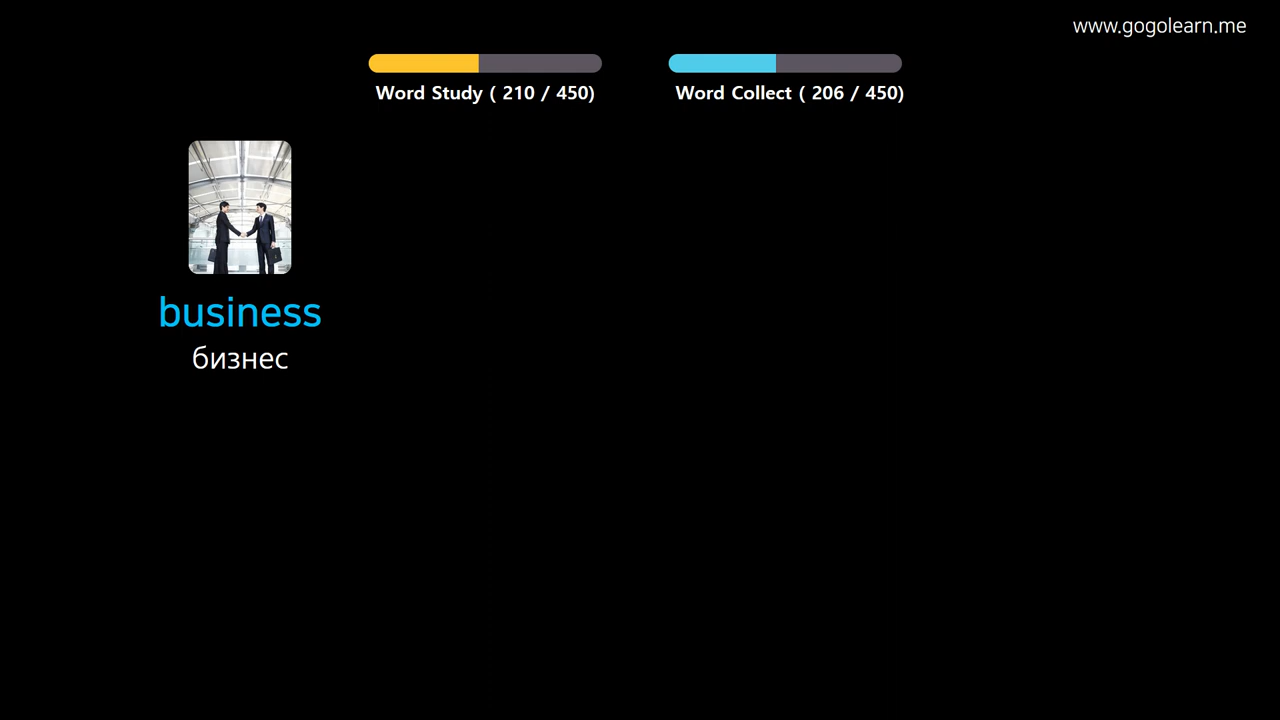 www.gogolearn.me
Word Study ( 210 / 450)
Word Collect ( 206 / 450)
business
бизнес